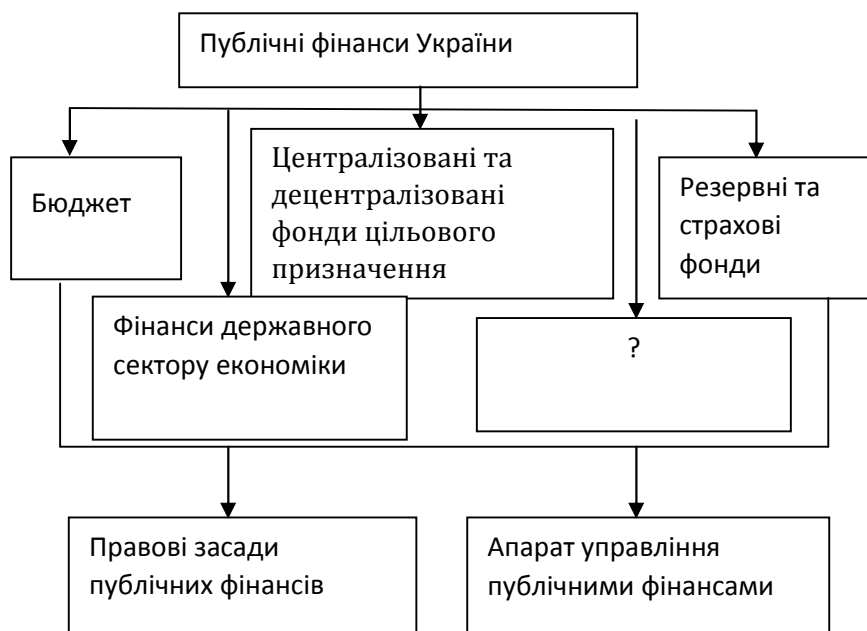 Публічні фінанси України
Бюджет
Централізовані та
децентралізовані
фонди цільового
призначення
Резервні та
страхові
фонди
Фінанси державного
сектору економіки
?
Правові засади
публічних фінансів
Апарат управління
публічними фінансами